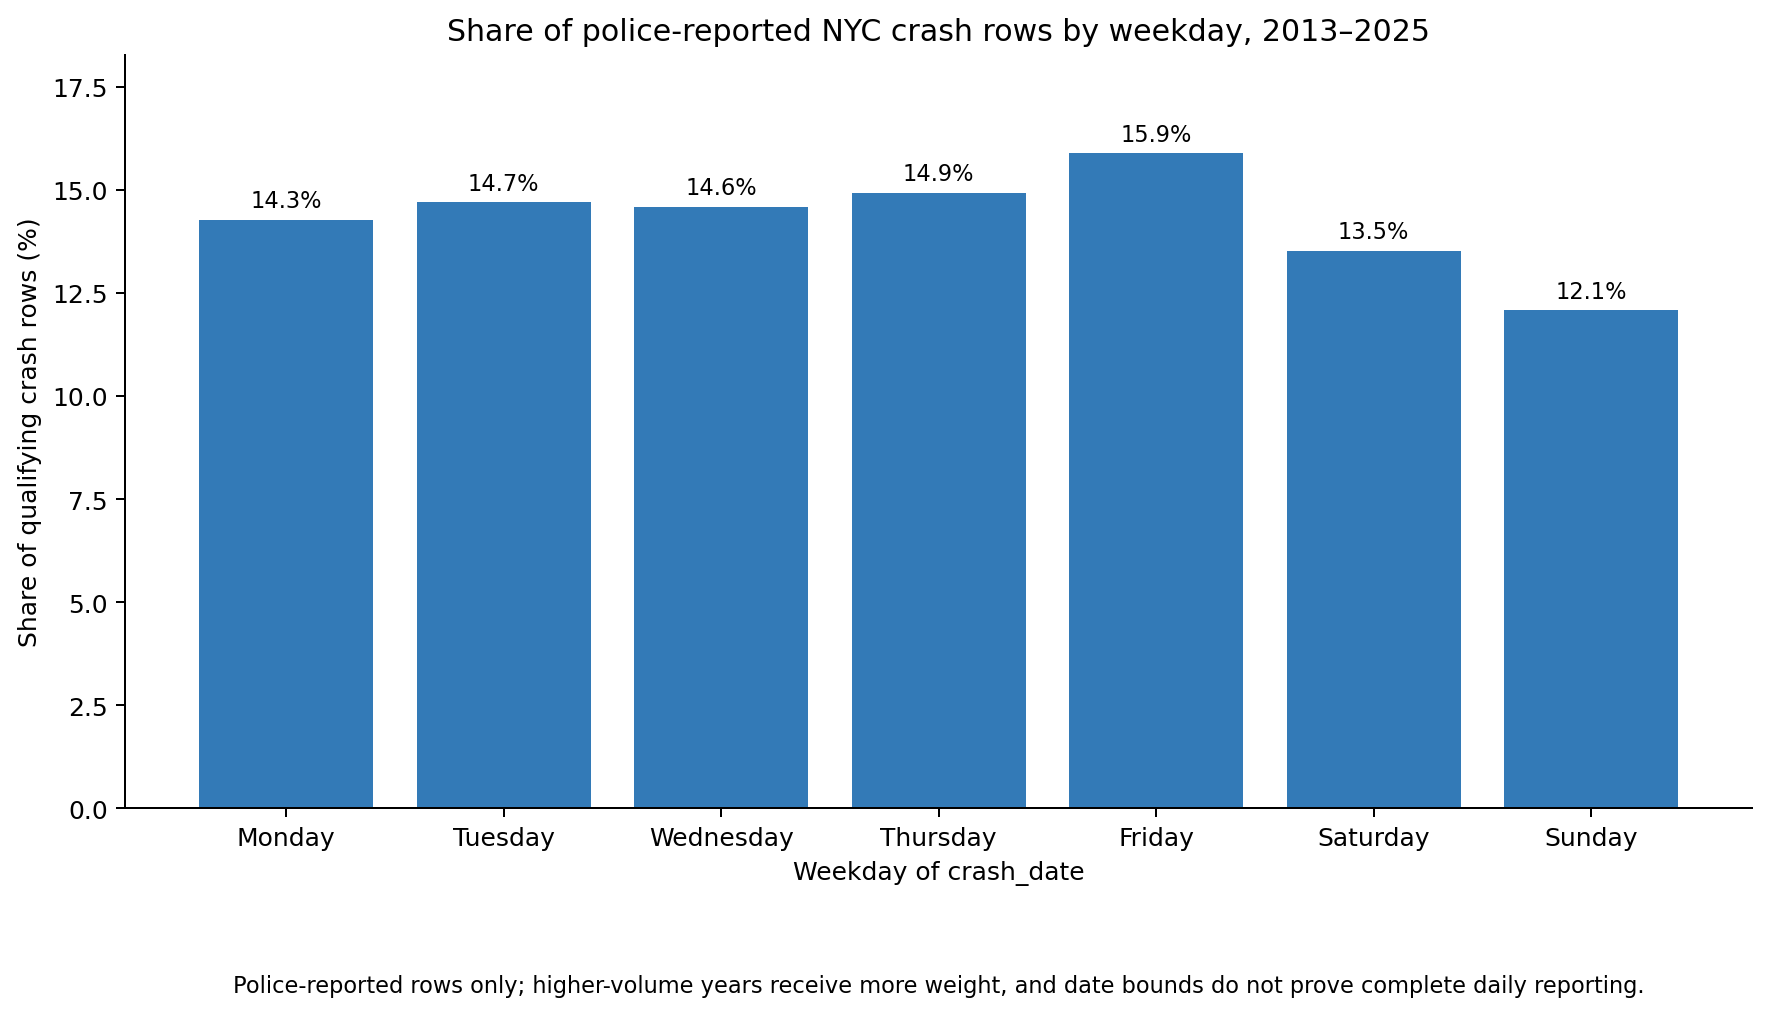 Share of police-reported NYC crash rows by weekday, 2013–2025
Share of qualifying crash rows (%)
17.5
15.0
12.5
10.0
7.5
5.0
2.5
0.0
14.3%
14.7%
14.6%
14.9%
15.9%
13.5%
12.1%
Monday
Tuesday
Wednesday
Thursday
Friday
Saturday
Sunday
Weekday of crash_date
Police-reported rows only; higher-volume years receive more weight, and date bounds do not prove complete daily reporting.